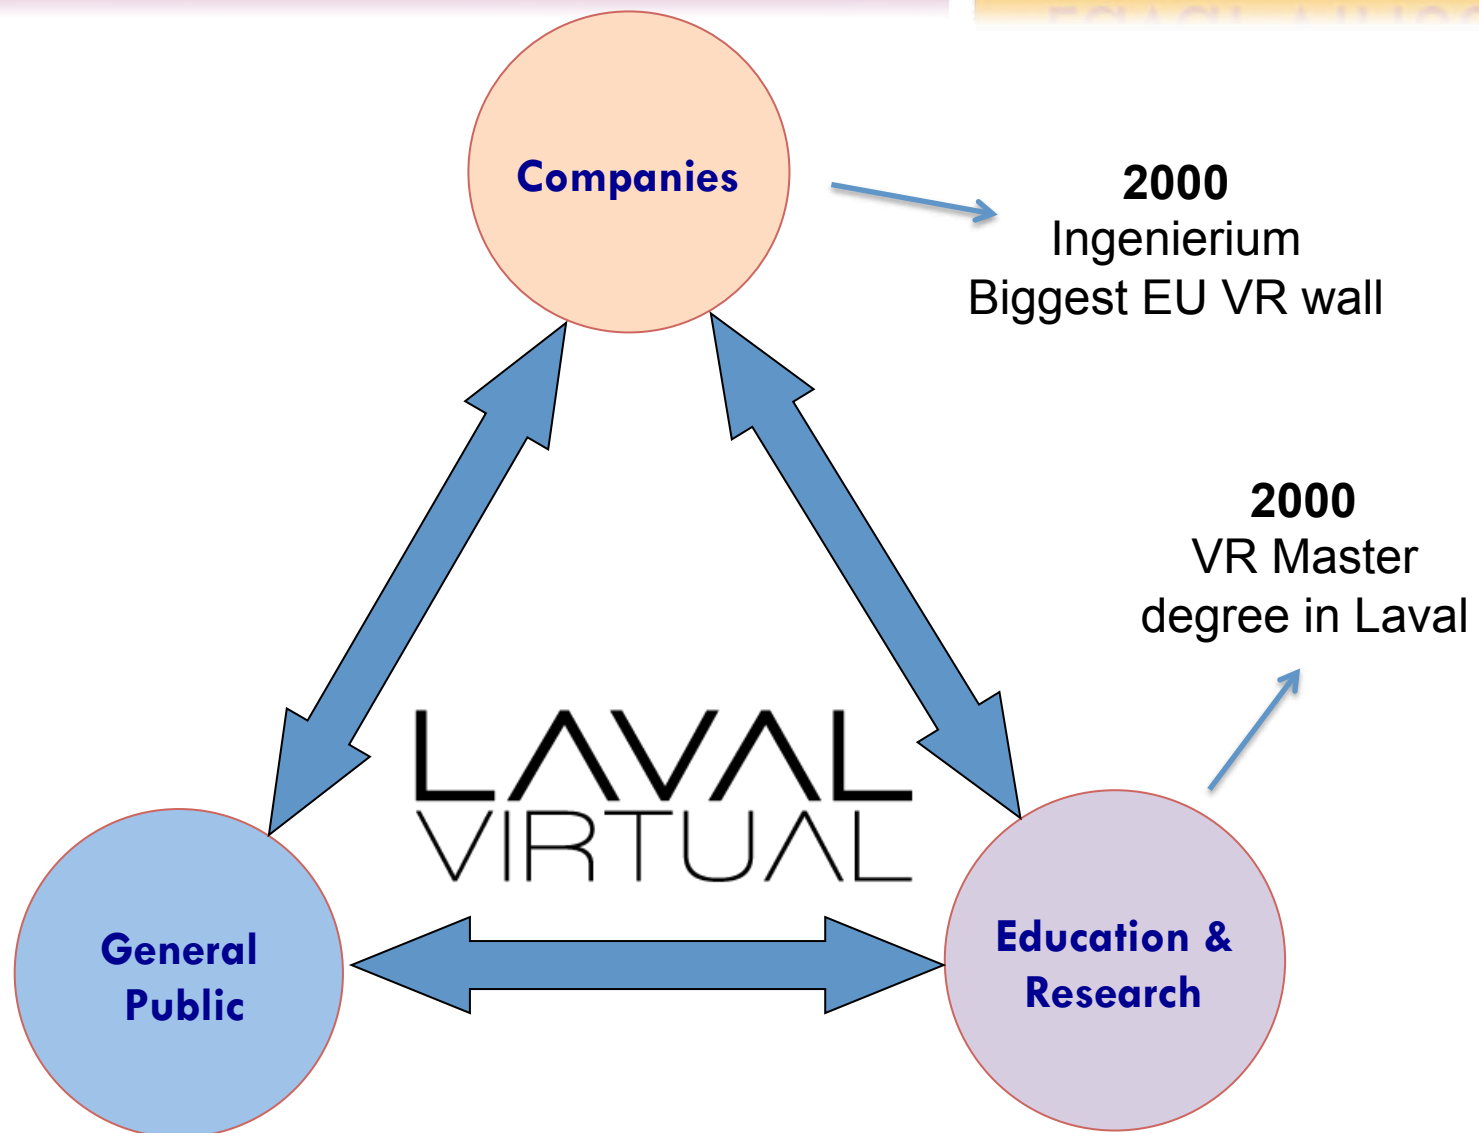 Companies
2000
Ingenierium
Biggest EU VR wall
2000
VR Master
degree in Laval
LAVAL
VIRTUAL
General
Public
Education &
Research